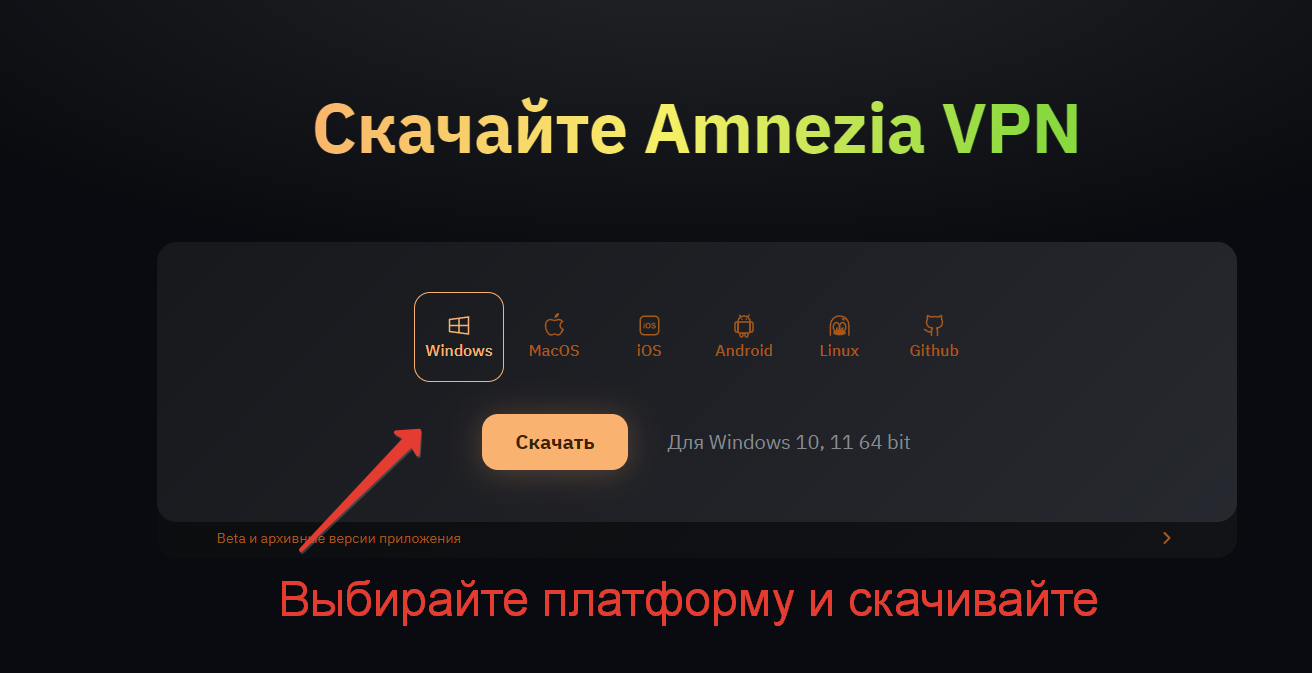 Скачайте Amnezia VPN
Windows
MacOS
iOS
iOS
Android
Linux
Github
Скачать
Для Windows 10, 11 64 bit
Beta и архивные версии приложения
Выбирайте платформу и скачивайте